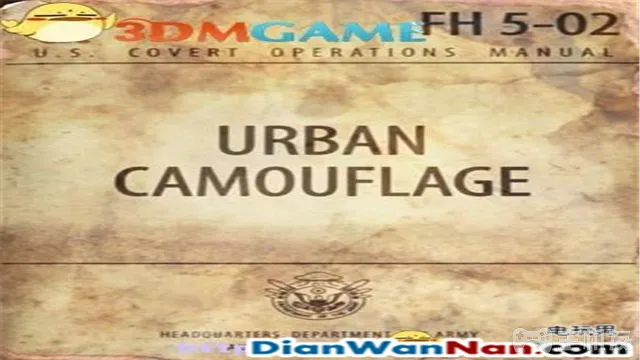 3DMGAME
FH 5-02
U.S. COVERT OPERATIONS MANUAL
URBAN
CAMOUFLAGE
HEADQUARTERS, DEPARTMENT ARMY
电玩男
DianWanNan.com